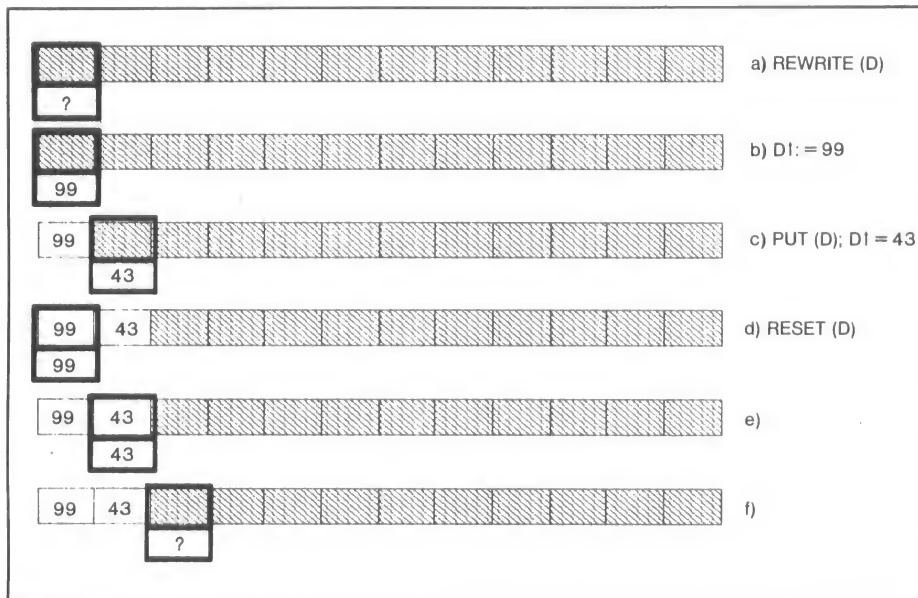 a) REWRITE (D)
?
b) D↑: = 99
99
99 c) PUT (D); D↑ = 43
43
99 43 d) RESET (D)
99
99 43 e)
43
99 43 f)
?